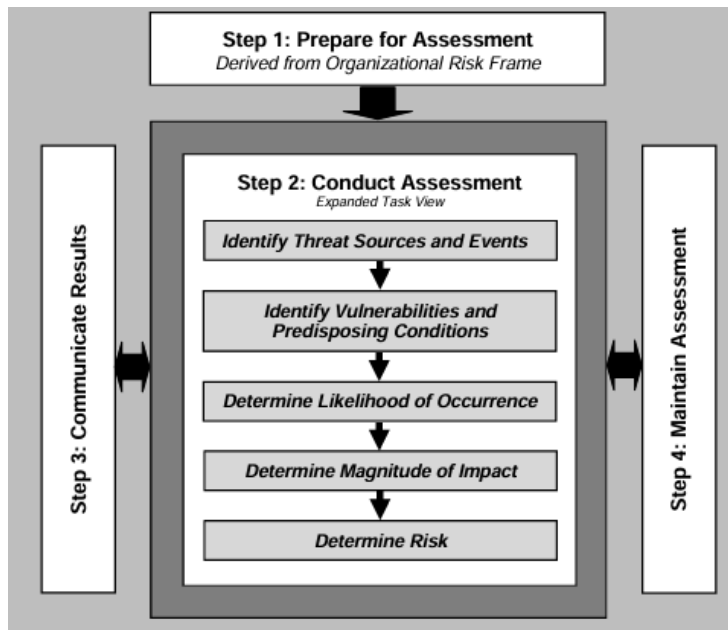 Step 1: Prepare for Assessment
Derived from Organizational Risk Frame
Step 3: Communicate Results
Step 2: Conduct Assessment
Expanded Task View
Identify Threat Sources and Events
Identify Vulnerabilities and
Predisposing Conditions
Determine Likelihood of Occurrence
Determine Magnitude of Impact
Determine Risk
Step 4: Maintain Assessment